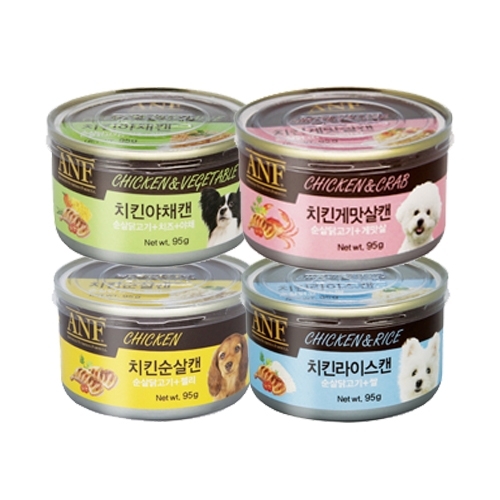 ANF
CHICKEN&VEGETABLE
치킨야채캔
순살닭고기+치즈+야채
Net wt. 95g
ANF
CHICKEN&CRAB
치킨게맛살캔
순살닭고기+게맛살
Net wt. 95g
ANF
CHICKEN
치킨순살캔
순살닭고기+젤리
Net wt. 95g
ANF
CHICKEN&RICE
치킨라이스캔
순살닭고기+쌀
Net wt. 95g